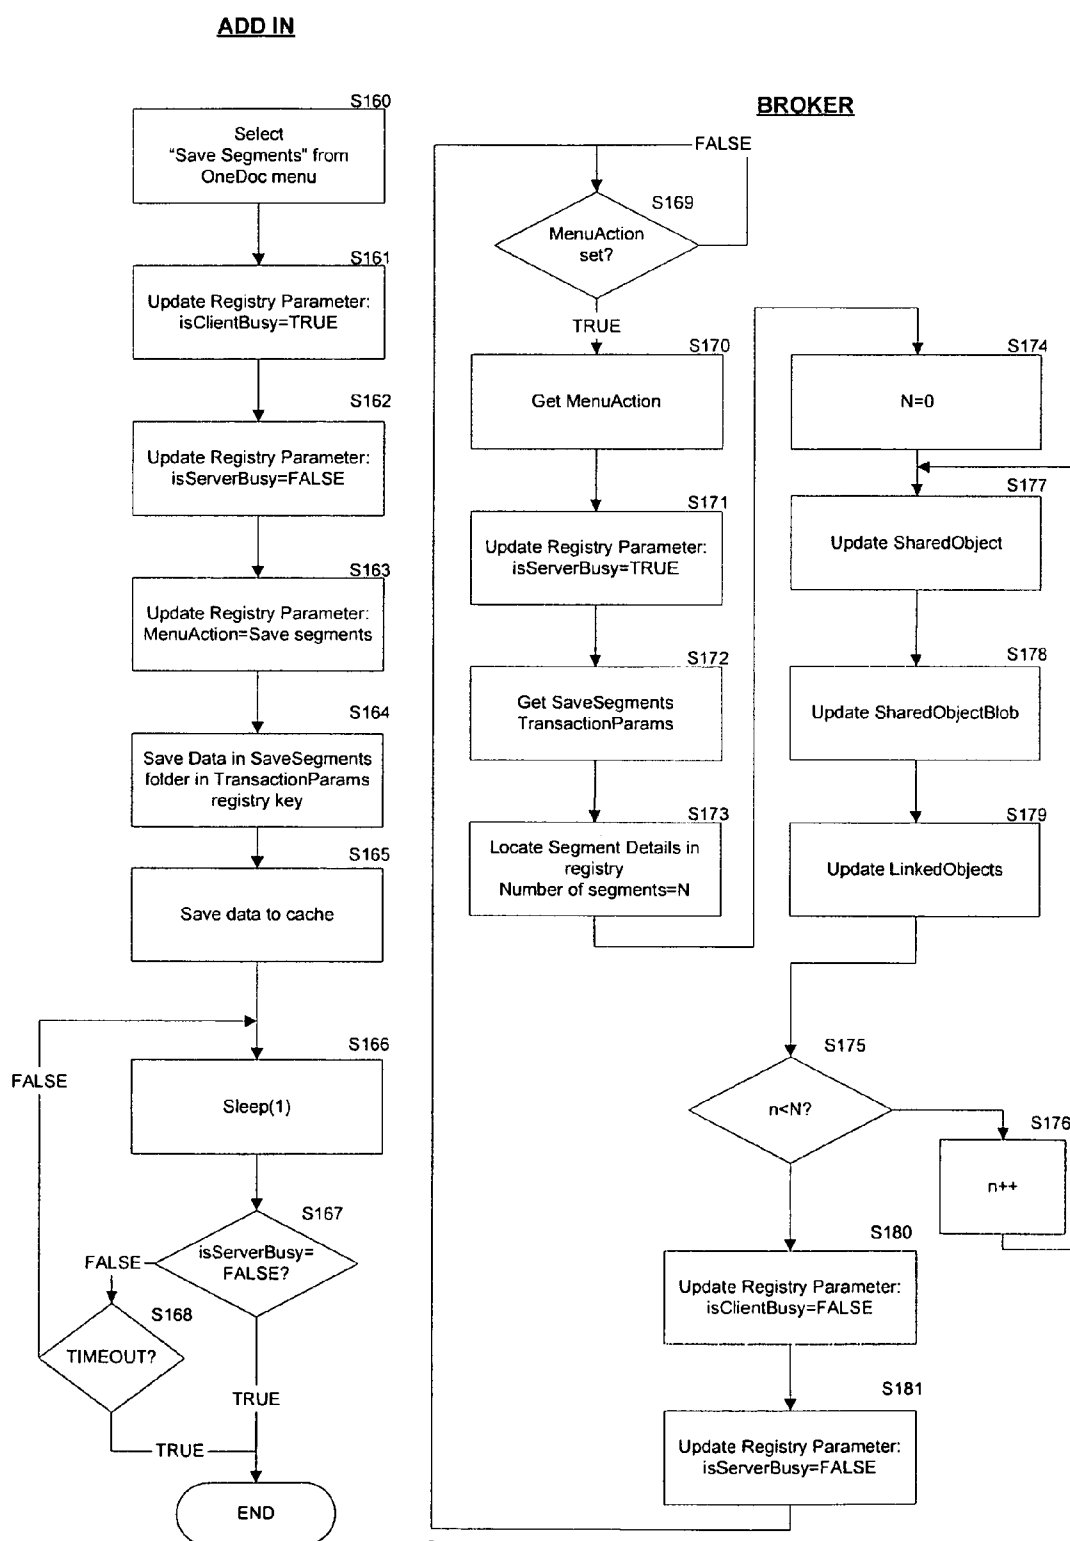 ADD IN
S160
Select
"Save Segments" from
OneDoc menu
S161
Update Registry Parameter:
isClientBusy=TRUE
S162
Update Registry Parameter:
isServerBusy=FALSE
S163
Update Registry Parameter:
MenuAction=Save segments
S164
Save Data in SaveSegments
folder in TransactionParams
registry key
S165
Save data to cache
S166
FALSE
Sleep(1)
S167
isServerBusy=
FALSE?
FALSE
S168
TIMEOUT?
TRUE
TRUE
END
BROKER
FALSE
S169
MenuAction
set?
TRUE
S170
Get MenuAction
S171
Update Registry Parameter:
isServerBusy=TRUE
S172
Get SaveSegments
TransactionParams
S173
Locate Segment Details in
registry
Number of segments=N
S174
N=0
S177
Update SharedObject
S178
Update SharedObjectBlob
S179
Update LinkedObjects
S175
n<N?
S176
n++
S180
Update Registry Parameter:
isClientBusy=FALSE
S181
Update Registry Parameter:
isServerBusy=FALSE